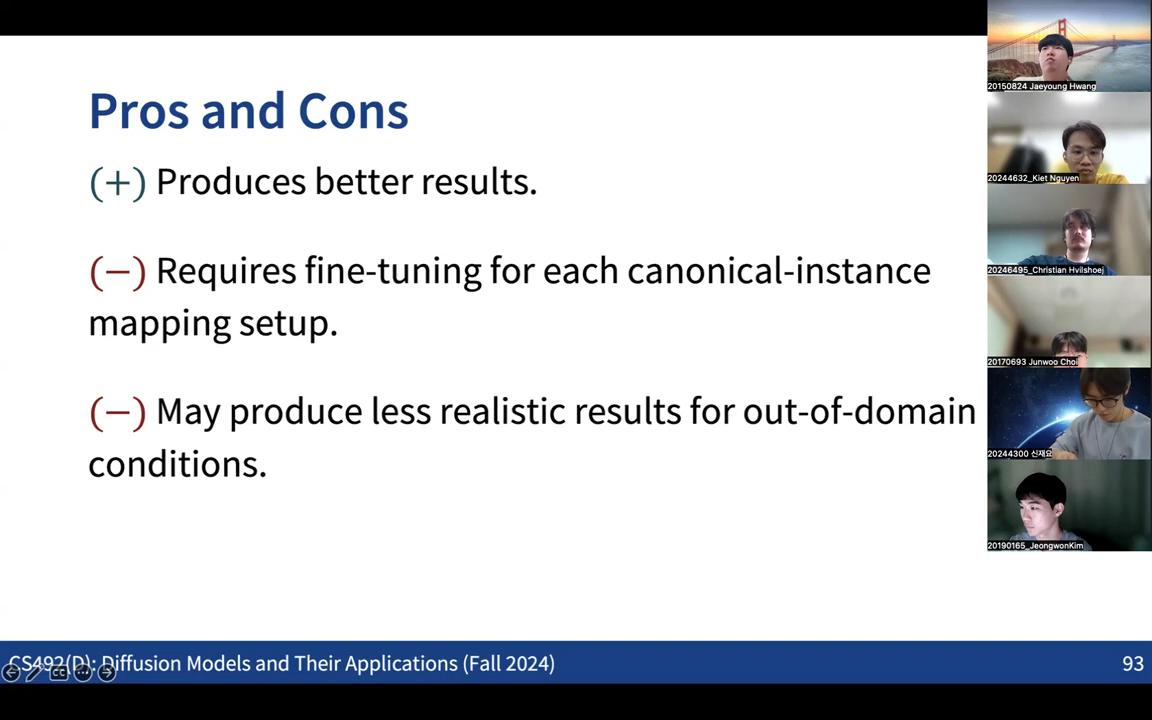 Pros and Cons
(+) Produces better results.
(−) Requires fine-tuning for each canonical-instance
mapping setup.
(−) May produce less realistic results for out-of-domain
conditions.
CS492(D): Diffusion Models and Their Applications (Fall 2024)
93
20150824 Jaeyoung Hwang
20244632_Kiet Nguyen
20246495_Christian Hvilshoej
20170693 Junwoo Choi
20244300 신재요
20190165_JeongwonKim